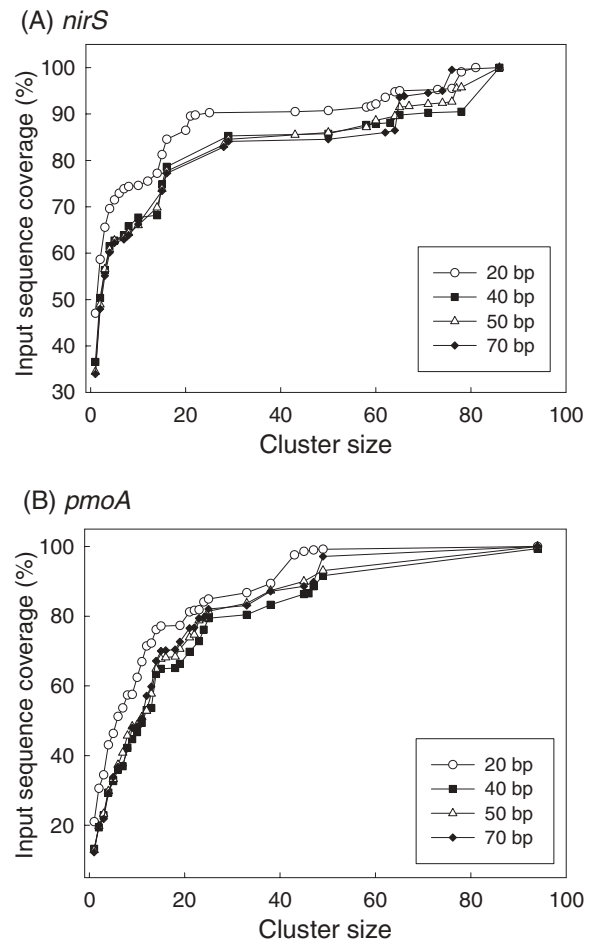 (A) nirS
100
90
80
70
60
50
40
30
Input sequence coverage (%)
20 bp
40 bp
50 bp
70 bp
0 20 40 60 80 100
Cluster size
(B) pmoA
100
80
60
40
20
Input sequence coverage (%)
20 bp
40 bp
50 bp
70 bp
0 20 40 60 80 100
Cluster size